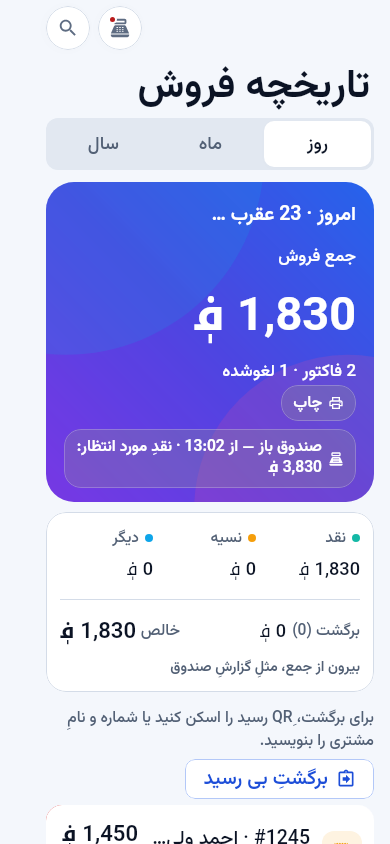 تاریخچه فروش
روز
ماه
سال
امروز · 23 عقرب ...
جمع فروش
1,830 ؋
2 فاکتور · 1 لغوشده
چاپ
صندوق باز — از 13:02 · نقدِ مورد انتظار:
3,830 ؋
نقد
نسیه
دیگر
1,830 ؋
0 ؋
0 ؋
برگشت (0) 0 ؋
خالص 1,830 ؋
بیرون از جمع، مثلِ گزارشِ صندوق
برای برگشت، QRِ رسید را اسکن کنید یا شماره و نامِ
مشتری را بنویسید.
برگشتِ بی رسید
#1245 · احمد ولی...
1,450 ؋